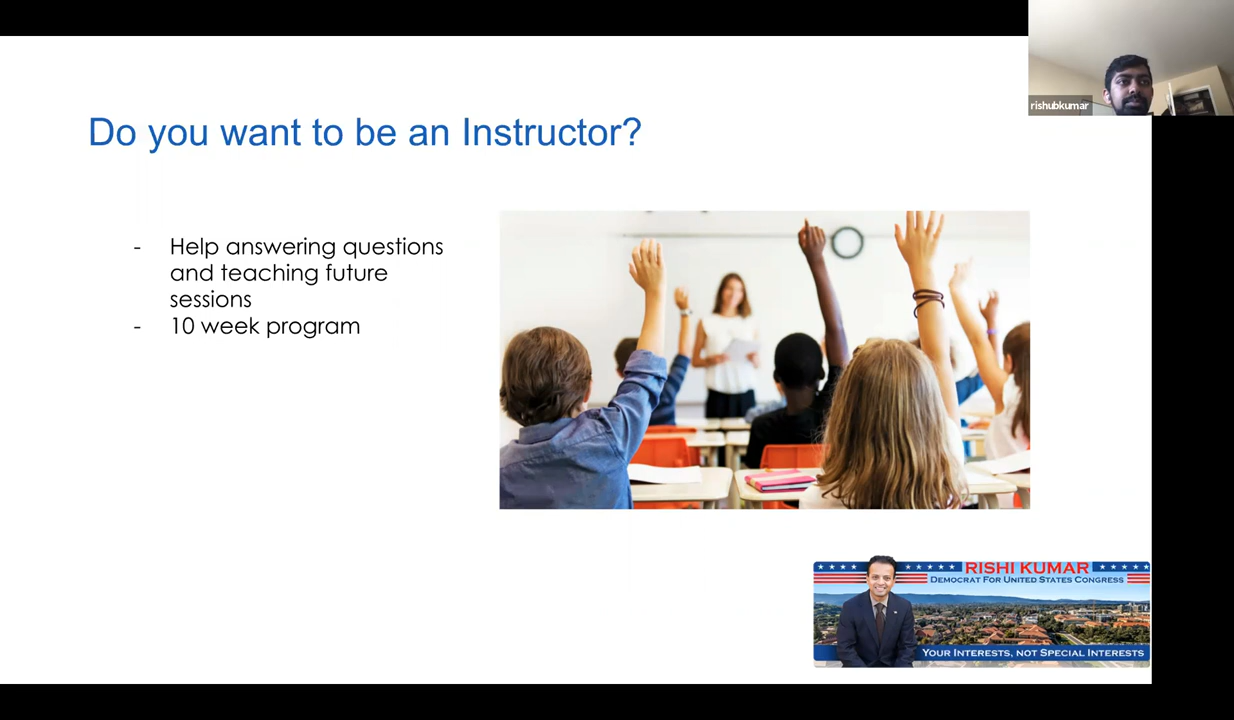 rishubkumar
Do you want to be an Instructor?
- Help answering questions
and teaching future
sessions
- 10 week program
RISHI KUMAR
DEMOCRAT FOR UNITED STATES CONGRESS
YOUR INTERESTS, NOT SPECIAL INTERESTS